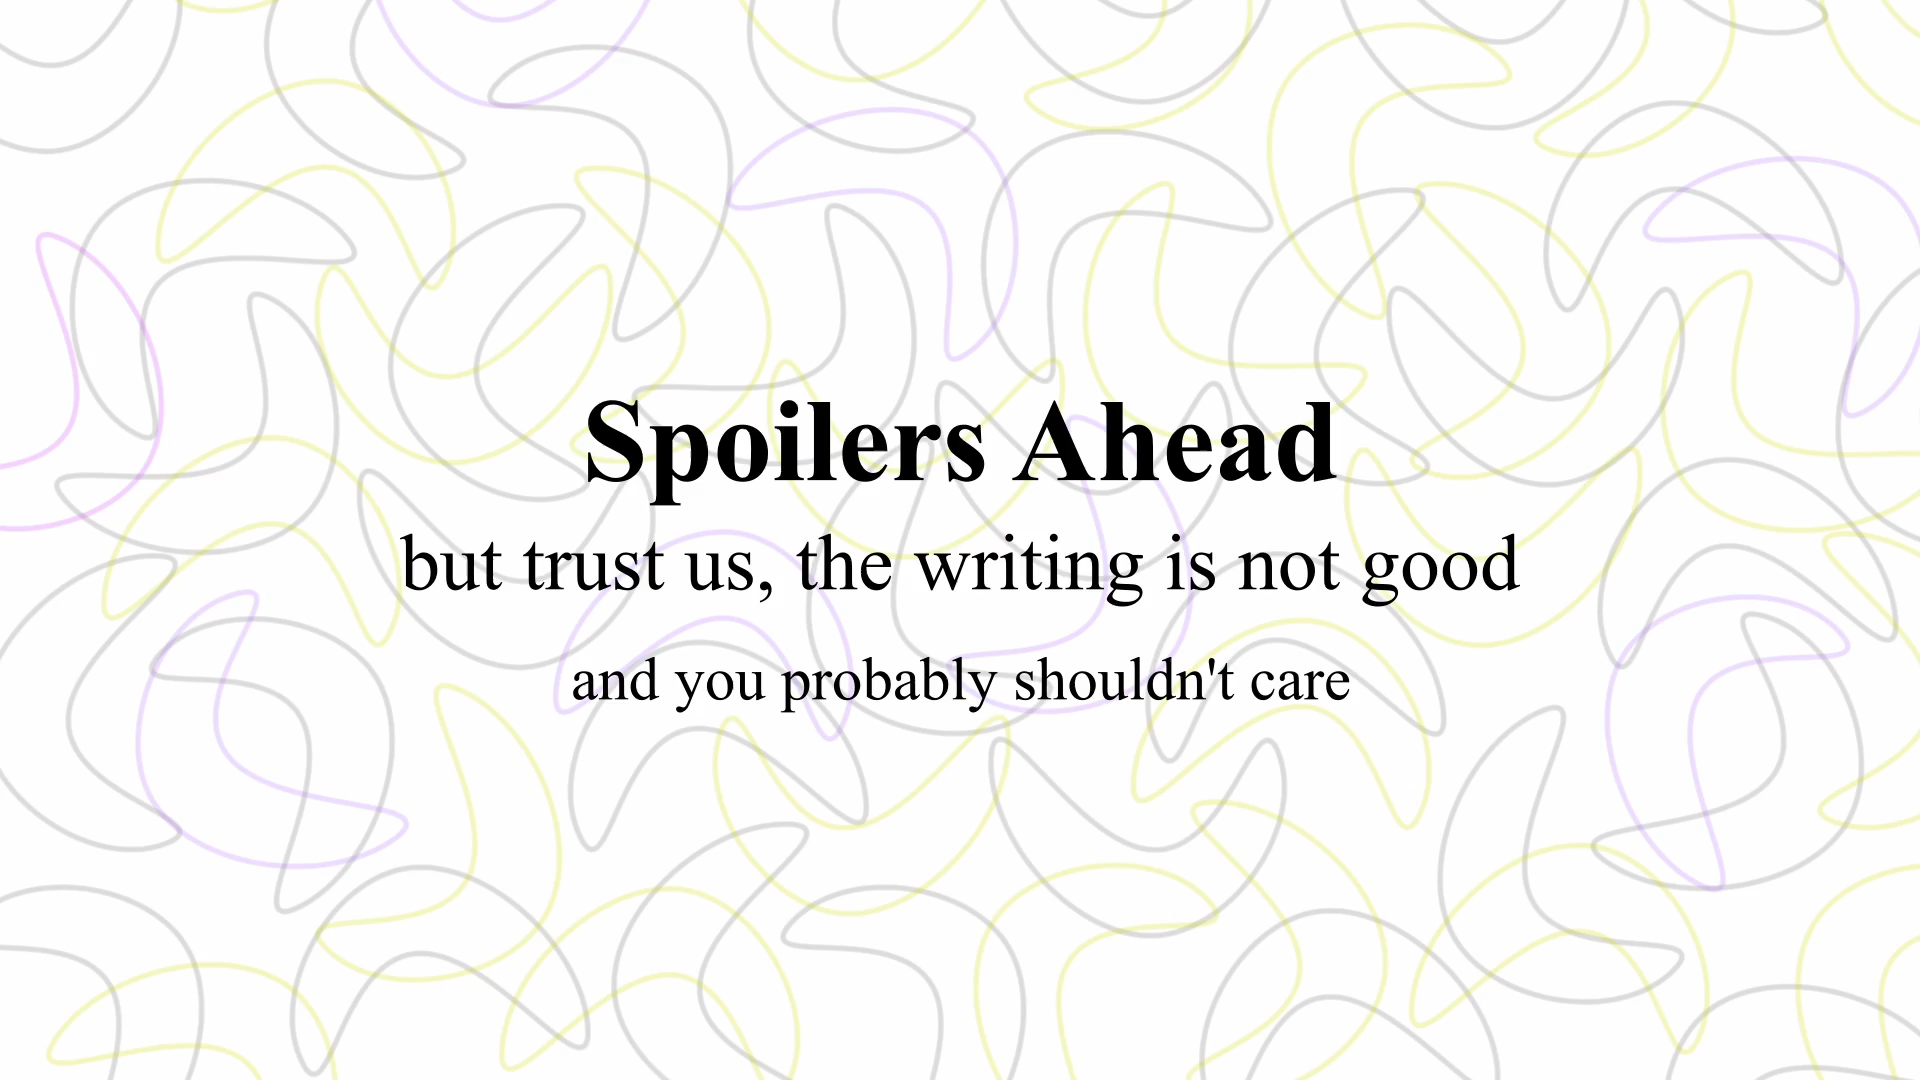 Spoilers Ahead
but trust us, the writing is not good
and you probably shouldn't care